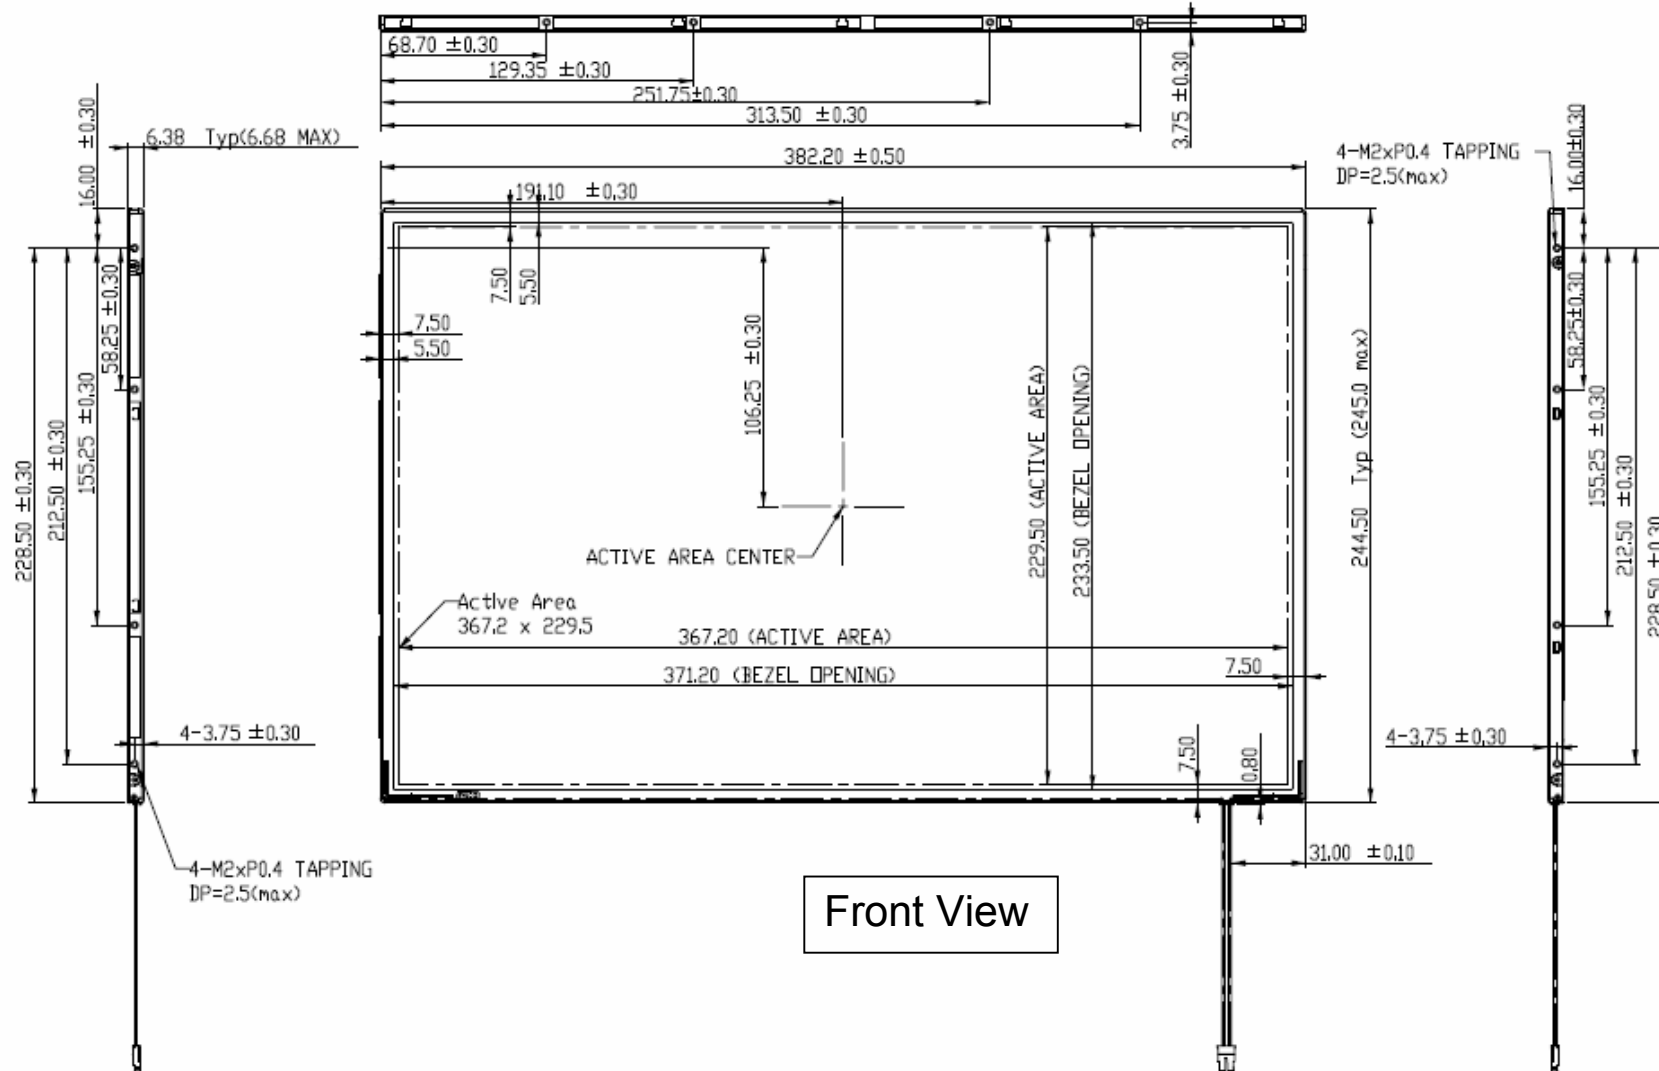 68.70 ±0.30
129.35 ±0.30
251.75±0.30
313.50 ±0.30
3.75 ±0.30
382.20 ±0.50
191.10 ±0.30
16.00 ±0.30
6.38 Typ(6.68 MAX)
4-M2xP0.4 TAPPING
DP=2.5(max)
16.00±0.30
7.50
5.50
7.50
5.50
58.25 ±0.30
155.25 ±0.30
212.50 ±0.30
228.50 ±0.30
106.25 ±0.30
229.50 (ACTIVE AREA)
233.50 (BEZEL OPENING)
244.50 Typ (245.0 max)
58.25±0.30
155.25 ±0.30
212.50 ±0.30
228.50 ±0.30
ACTIVE AREA CENTER
Active Area
367.2 x 229.5
367.20 (ACTIVE AREA)
371.20 (BEZEL OPENING)
7.50
4-3.75 ±0.30
7.50
0.80
4-3.75 ±0.30
31.00 ±0.10
4-M2xP0.4 TAPPING
DP=2.5(max)
Front View